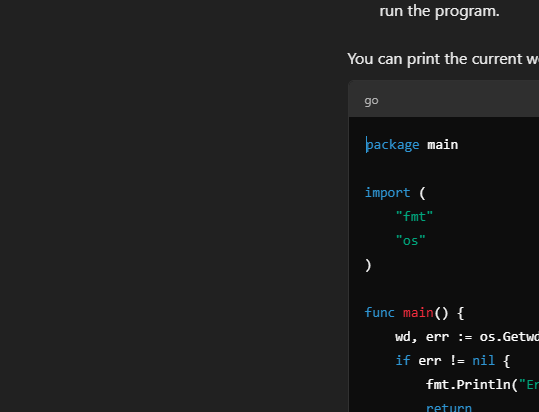 run the program.
You can print the current w
go
package main
import (
"fmt"
"os"
)
func main() {
wd, err := os.Getwd
if err != nil {
fmt.Println("Er
return